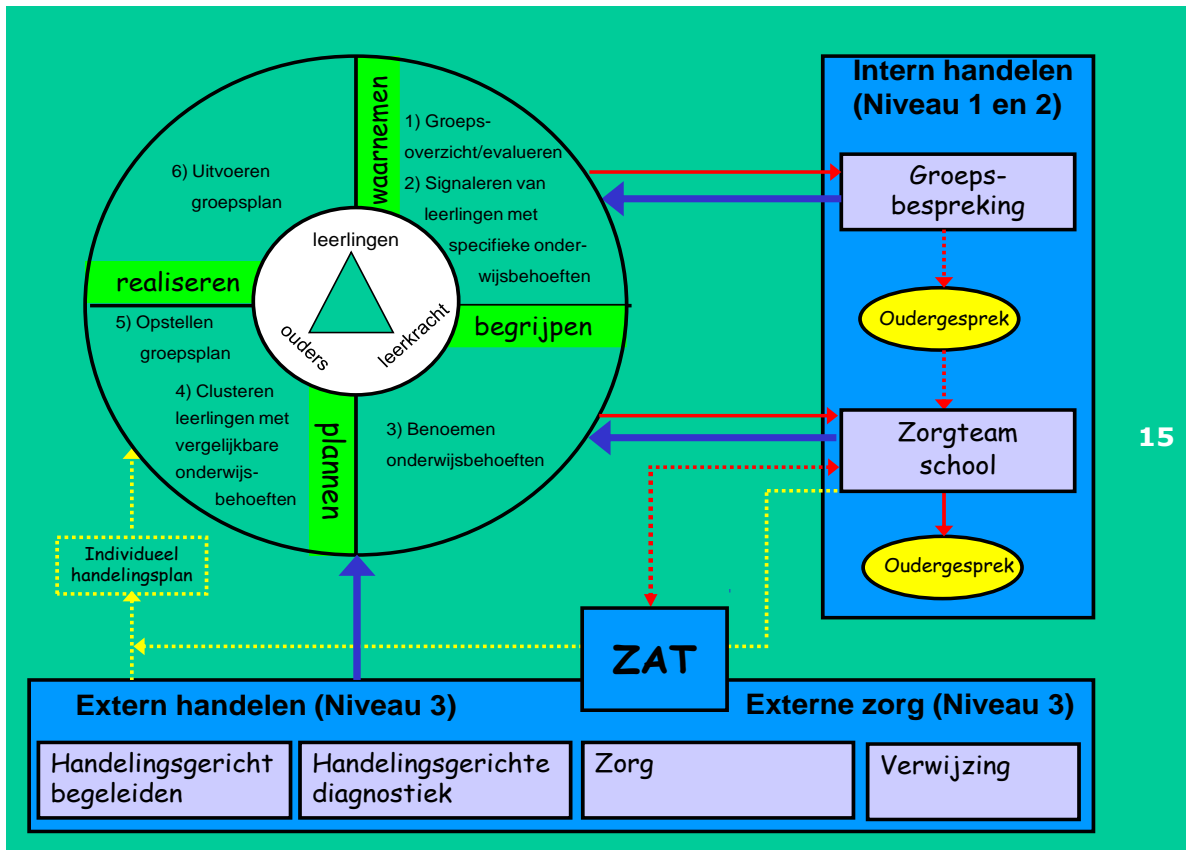 waarnemen
1) Groeps-
overzicht/evalueren
2) Signaleren van
leerlingen met
specifieke onder-
wijsbehoeften
begrijpen
3) Benoemen
onderwijsbehoeften
plannen
4) Clusteren
leerlingen met
vergelijkbare
onderwijs-
behoeften
5) Opstellen
groepsplan
realiseren
6) Uitvoeren
groepsplan
leerlingen
ouders
leerkracht
Individueel
handelingsplan
Intern handelen
(Niveau 1 en 2)
Groeps-
bespreking
Oudergesprek
Zorgteam
school
Oudergesprek
15
ZAT
Extern handelen (Niveau 3)
Externe zorg (Niveau 3)
Handelingsgericht
begeleiden
Handelingsgerichte
diagnostiek
Zorg
Verwijzing